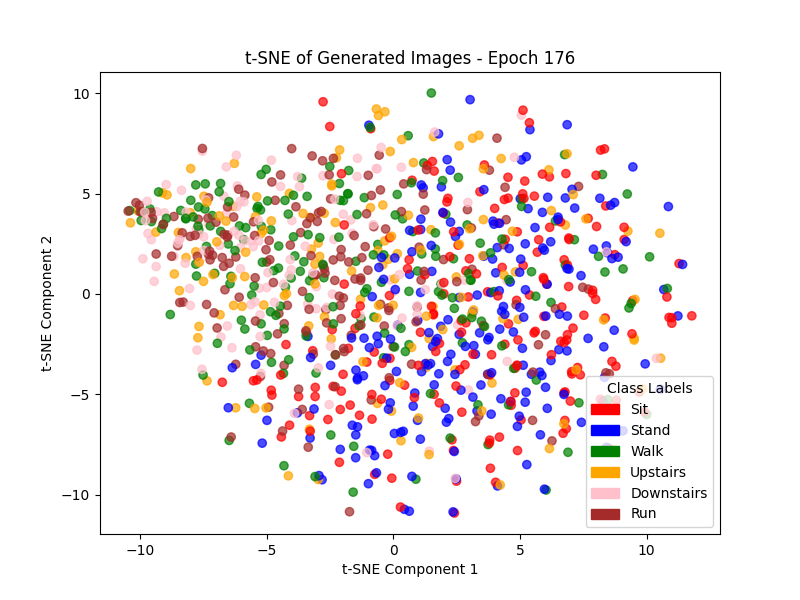 t-SNE of Generated Images - Epoch 176
t-SNE Component 2
10
5
0
−5
−10
−10
−5
0
5
10
t-SNE Component 1
Class Labels
Sit
Stand
Walk
Upstairs
Downstairs
Run